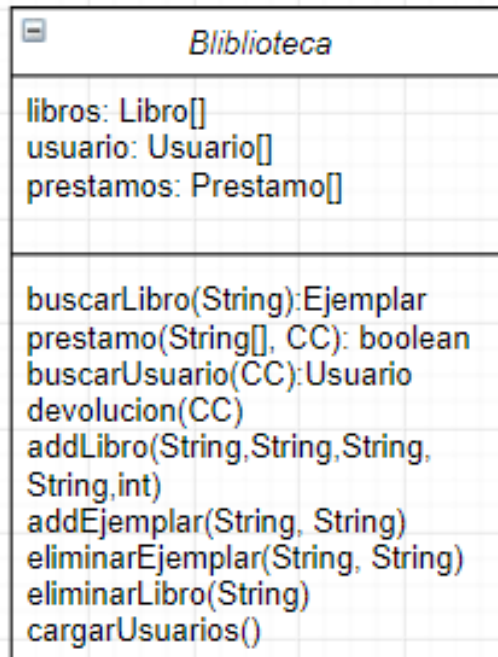 Bliblioteca
libros: Libro[]
usuario: Usuario[]
prestamos: Prestamo[]
buscarLibro(String):Ejemplar
prestamo(String[], CC): boolean
buscarUsuario(CC):Usuario
devolucion(CC)
addLibro(String,String,String,
String,int)
addEjemplar(String, String)
eliminarEjemplar(String, String)
eliminarLibro(String)
cargarUsuarios()